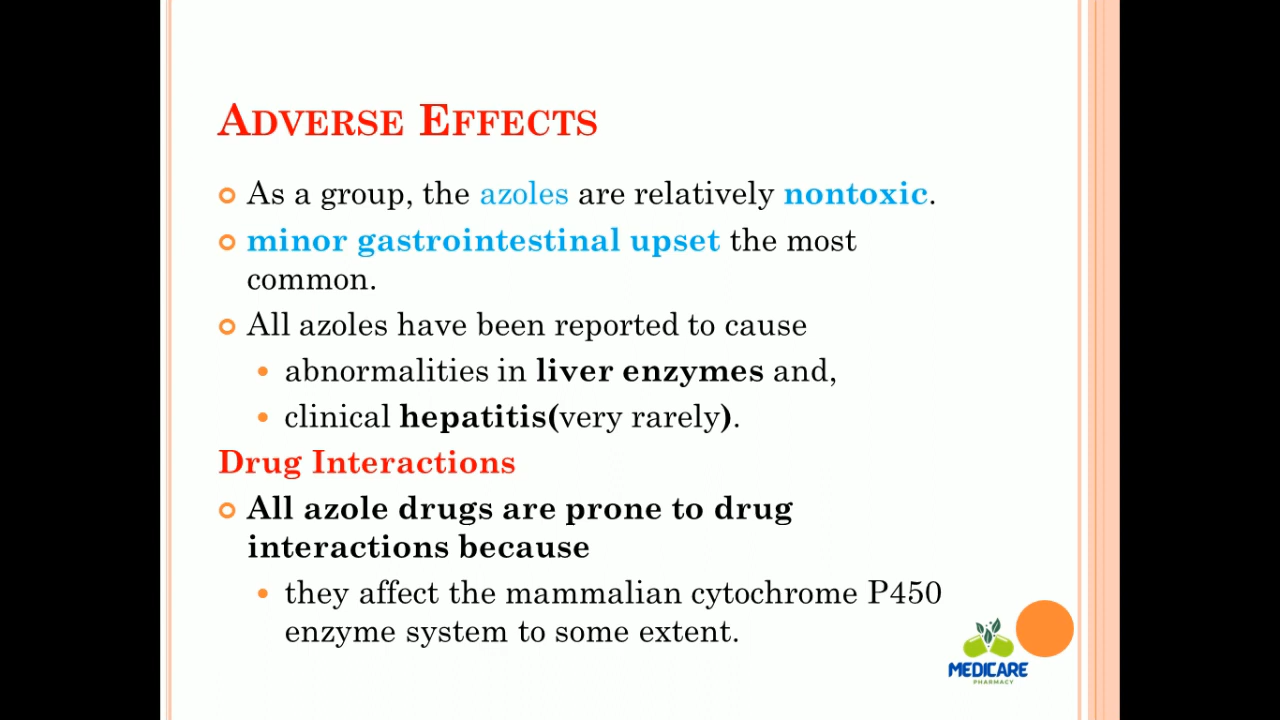 ADVERSE EFFECTS
As a group, the azoles are relatively nontoxic.
minor gastrointestinal upset the most
common.
All azoles have been reported to cause
abnormalities in liver enzymes and,
clinical hepatitis(very rarely).
Drug Interactions
All azole drugs are prone to drug
interactions because
they affect the mammalian cytochrome P450
enzyme system to some extent.
MEDICARE
PHARMACY